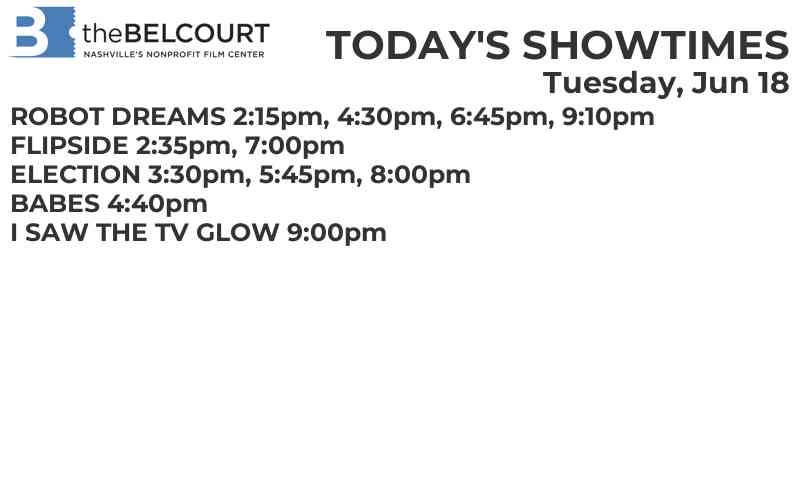 B theBELCOURT
NASHVILLE'S NONPROFIT FILM CENTER
TODAY'S SHOWTIMES
Tuesday, Jun 18
ROBOT DREAMS 2:15pm, 4:30pm, 6:45pm, 9:10pm
FLIPSIDE 2:35pm, 7:00pm
ELECTION 3:30pm, 5:45pm, 8:00pm
BABES 4:40pm
I SAW THE TV GLOW 9:00pm